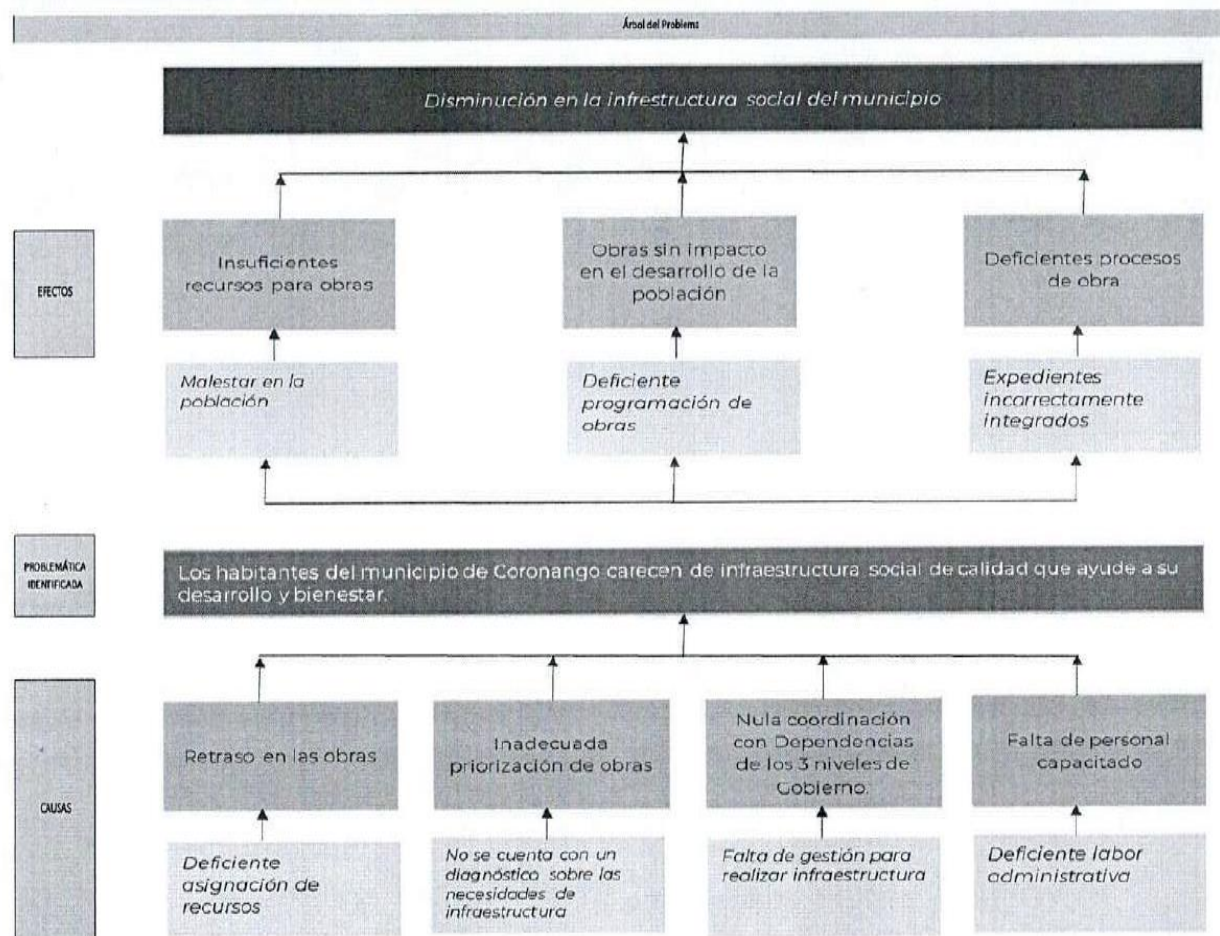 Árbol del Problema
Disminución en la infrestructura social del municipio
EFECTOS
Insuficientes
recursos para obras
Obras sin impacto
en el desarrollo de la
población
Deficientes procesos
de obra
Malestar en la
población
Deficiente
programación de
obras
Expedientes
incorrectamente
integrados
PROBLEMÁTICA
IDENTIFICADA
Los habitantes del municipio de Coronango carecen de infraestructura social de calidad que ayude a su
desarrollo y bienestar.
CAUSAS
Retraso en las obras
Inadecuada
priorización de obras
Nula coordinación
con Dependencias
de los 3 niveles de
Gobierno.
Falta de personal
capacitado
Deficiente
asignación de
recursos
No se cuenta con un
diagnóstico sobre las
necesidades de
infraestructura
Falta de gestión para
realizar infraestructura
Deficiente labor
administrativa